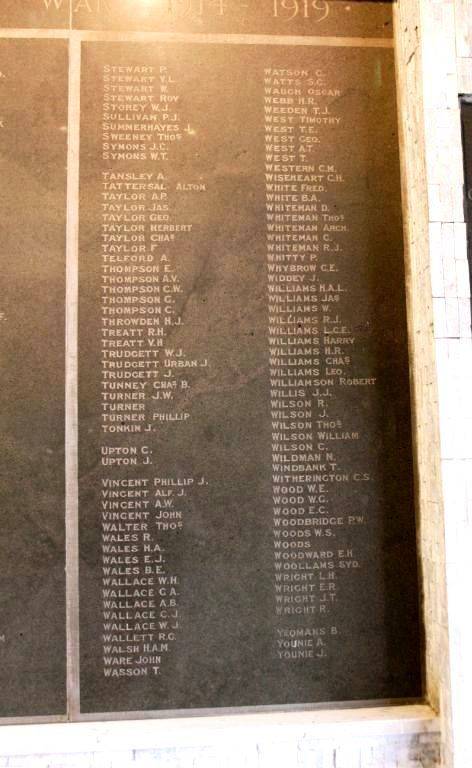 WAR 1914 - 1919
STEWART P.
STEWART V.L.
STEWART W.
STEWART ROY
STOREY W.J.
SULLIVAN P.J.
SUMMERHAYES J.
SWEENEY THOS
SYMONS J.C.
SYMONS W.T.
TANSLEY A.
TATTERSAL ALTON
TAYLOR A.P.
TAYLOR JAS.
TAYLOR GEO.
TAYLOR HERBERT
TAYLOR CHAS
TAYLOR F
TELFORD A.
THOMPSON E.
THOMPSON A.V.
THOMPSON C.W.
THOMPSON G.
THOMPSON C.
THROWDEN H.J.
TREATT R.H.
TREATT V.H
TRUDGETT W.J.
TRUDGETT URBAN J.
TRUDGETT J.
TUNNEY CHAS B.
TURNER J.W.
TURNER
TURNER PHILLIP
TONKIN J.
UPTON C.
UPTON J.
VINCENT PHILLIP J.
VINCENT ALF. J.
VINCENT A.W.
VINCENT JOHN
WALTER THOS
WALES R.
WALES H.A.
WALES E.J.
WALES B.E.
WALLACE W.H.
WALLACE G A.
WALLACE A.B.
WALLACE C.J.
WALLACE W.J.
WALLETT R.C.
WALSH H.A.M.
WARE JOHN
WASSON T.
WATSON C.
WATTS S.C.
WAUGH OSCAR
WEBB H.R.
WEEDEN T.J.
WEST TIMOTHY
WEST T.E.
WEST GEO.
WEST A.T.
WEST T.
WESTERN C.M.
WISEHEART C.H.
WHITE FRED.
WHITE B.A.
WHITEMAN D.
WHITEMAN THOS
WHITEMAN ARCH.
WHITEMAN C.
WHITEMAN R.J.
WHITTY P.
WHYBROW C.E.
WIDDEY J.
WILLIAMS H.A.L.
WILLIAMS JAS
WILLIAMS W.
WILLIAMS R.J.
WILLIAMS L.C.E.
WILLIAMS HARRY
WILLIAMS H.R.
WILLIAMS CHAS
WILLIAMS LEO.
WILLIAMSON ROBERT
WILLIS J.J.
WILSON R.
WILSON J.
WILSON THOS
WILSON WILLIAM
WILSON C.
WILDMAN N.
WINDBANK T.
WITHERINGTON C.S.
WOOD W.E.
WOOD W.G.
WOOD E.C.
WOODBRIDGE P.W.
WOODS W.S.
WOODS
WOODWARD E.H
WOOLLAMS SYD.
WRIGHT L.H.
WRIGHT E.R
WRIGHT J.T.
WRIGHT R.
YEOMANS B.
YOUNIE A.
YOUNIE J.